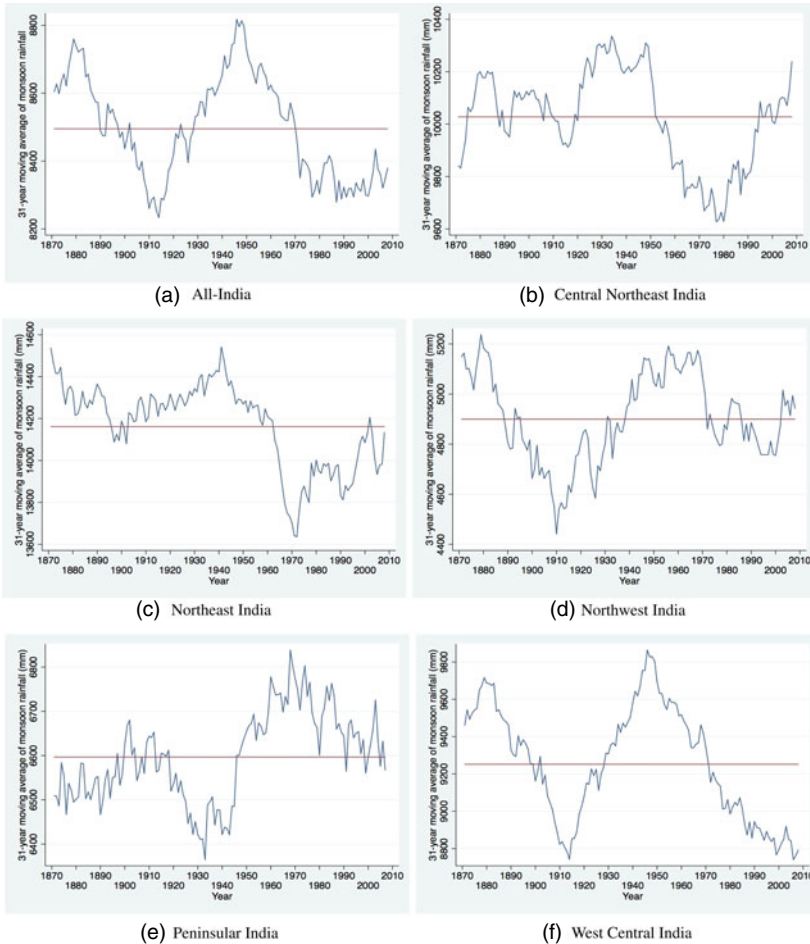 31-year moving average of monsoon rainfall
8800
8600
8400
8200
1870 1890 1910 1930 1950 1970 1990 2010
1880 1900 1920 1940 1960 1980 2000
Year
(a) All-India
31-year moving average of monsoon rainfall (mm)
10400
10200
10000
9800
9600
1870 1890 1910 1930 1950 1970 1990 2010
1880 1900 1920 1940 1960 1980 2000
Year
(b) Central Northeast India
31-year moving average of monsoon rainfall (mm)
14600
14400
14200
14000
13800
13600
1870 1890 1910 1930 1950 1970 1990 2010
1880 1900 1920 1940 1960 1980 2000
Year
(c) Northeast India
31-year moving average of monsoon rainfall (mm)
5200
5000
4800
4600
4400
1870 1890 1910 1930 1950 1970 1990 2010
1880 1900 1920 1940 1960 1980 2000
Year
(d) Northwest India
31-year moving average of monsoon rainfall (mm)
6800
6700
6600
6500
6400
1870 1890 1910 1930 1950 1970 1990 2010
1880 1900 1920 1940 1960 1980 2000
Year
(e) Peninsular India
31-year moving average of monsoon rainfall (mm)
9800
9600
9400
9200
9000
8800
1870 1890 1910 1930 1950 1970 1990 2010
1880 1900 1920 1940 1960 1980 2000
Year
(f) West Central India